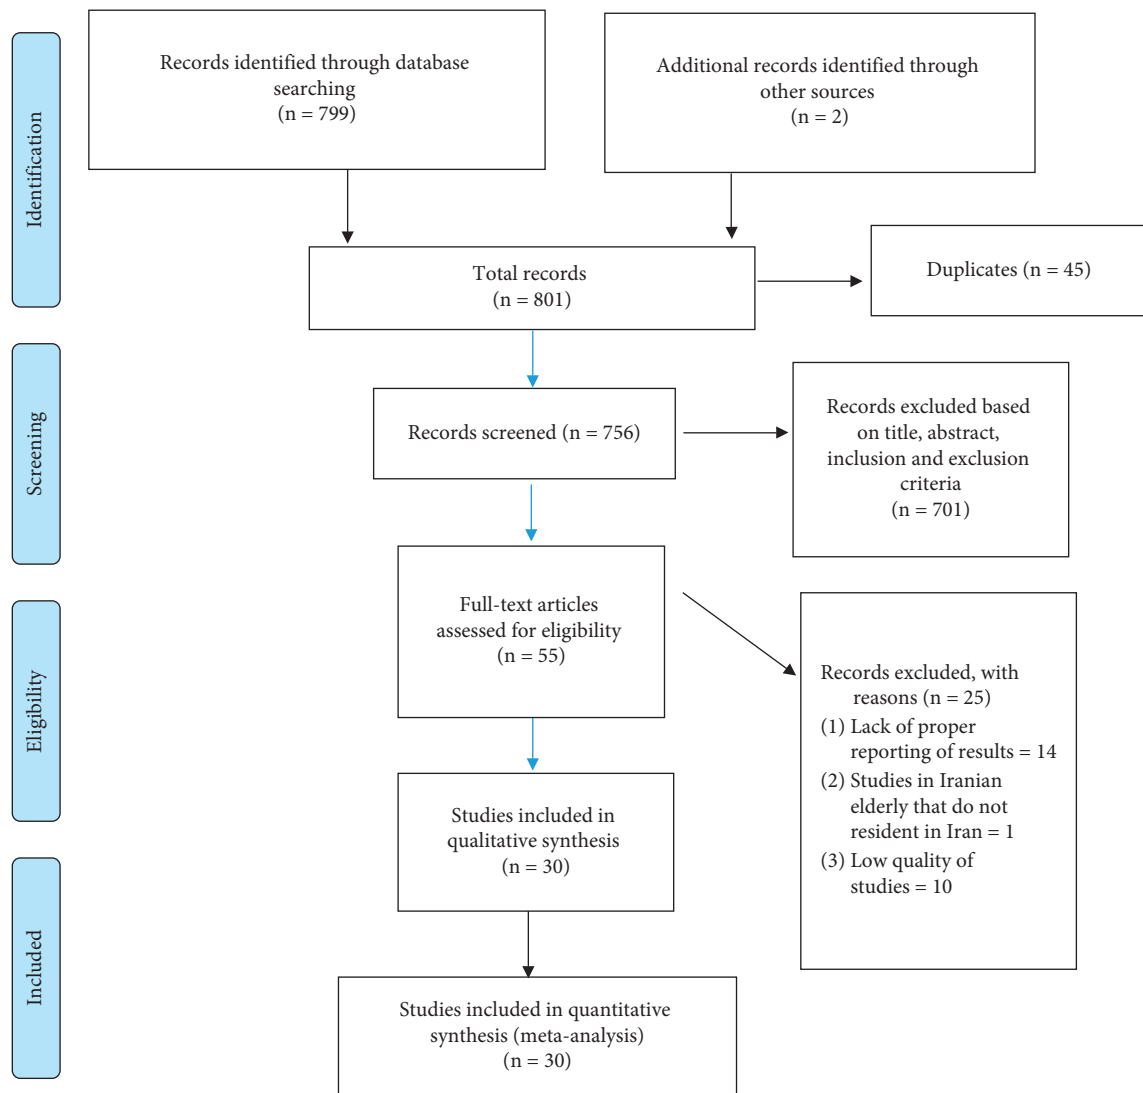 Identification
Records identified through database
searching
(n = 799)
Additional records identified through
other sources
(n = 2)
Total records
(n = 801)
Duplicates (n = 45)
Screening
Records screened (n = 756)
Records excluded based
on title, abstract,
inclusion and exclusion
criteria
(n = 701)
Eligibility
Full-text articles
assessed for eligibility
(n = 55)
Records excluded, with
reasons (n = 25)
(1) Lack of proper
reporting of results = 14
(2) Studies in Iranian
elderly that do not
resident in Iran = 1
(3) Low quality of
studies = 10
Studies included in
qualitative synthesis
(n = 30)
Included
Studies included in quantitative
synthesis (meta-analysis)
(n = 30)